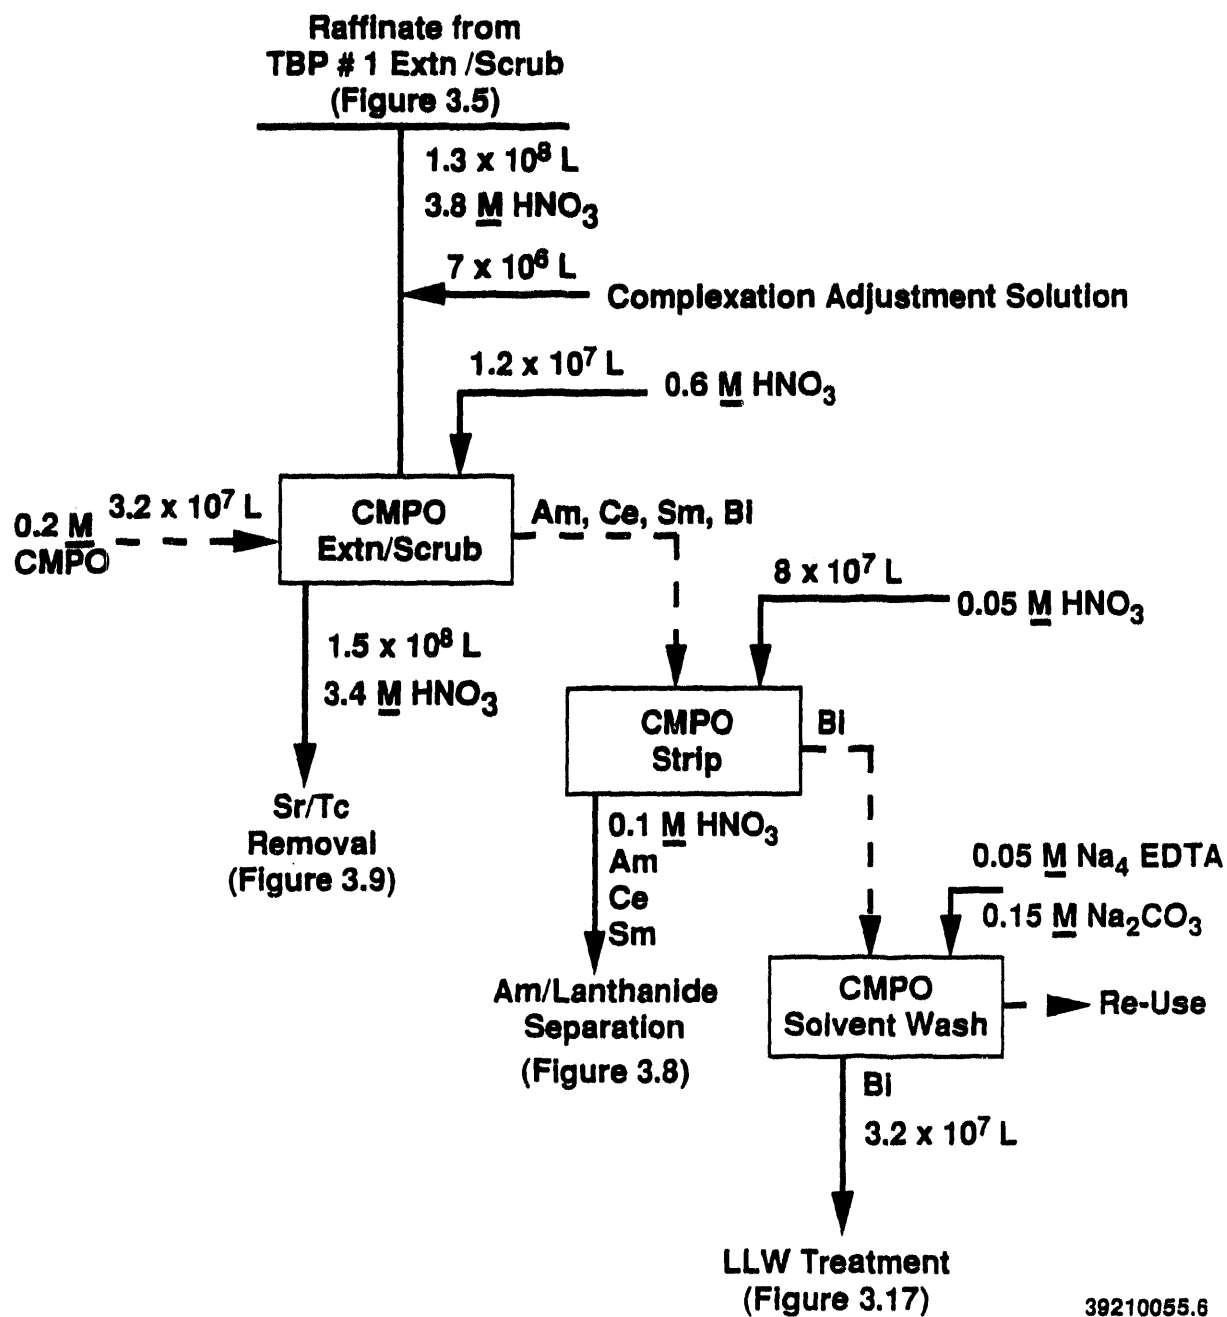 Raffinate from
TBP # 1 Extn /Scrub
(Figure 3.5)
1.3 x 10⁸ L
3.8 M HNO₃
7 x 10⁶ L
Complexation Adjustment Solution
1.2 x 10⁷ L
0.6 M HNO₃
0.2 M
CMPO
3.2 x 10⁷ L
CMPO
Extn/Scrub
Am, Ce, Sm, Bi
8 x 10⁷ L
0.05 M HNO₃
1.5 x 10⁸ L
3.4 M HNO₃
Sr/Tc
Removal
(Figure 3.9)
CMPO
Strip
Bi
0.1 M HNO₃
Am
Ce
Sm
Am/Lanthanide
Separation
(Figure 3.8)
0.05 M Na₄ EDTA
0.15 M Na₂CO₃
CMPO
Solvent Wash
Re-Use
Bi
3.2 x 10⁷ L
LLW Treatment
(Figure 3.17)
39210055.6